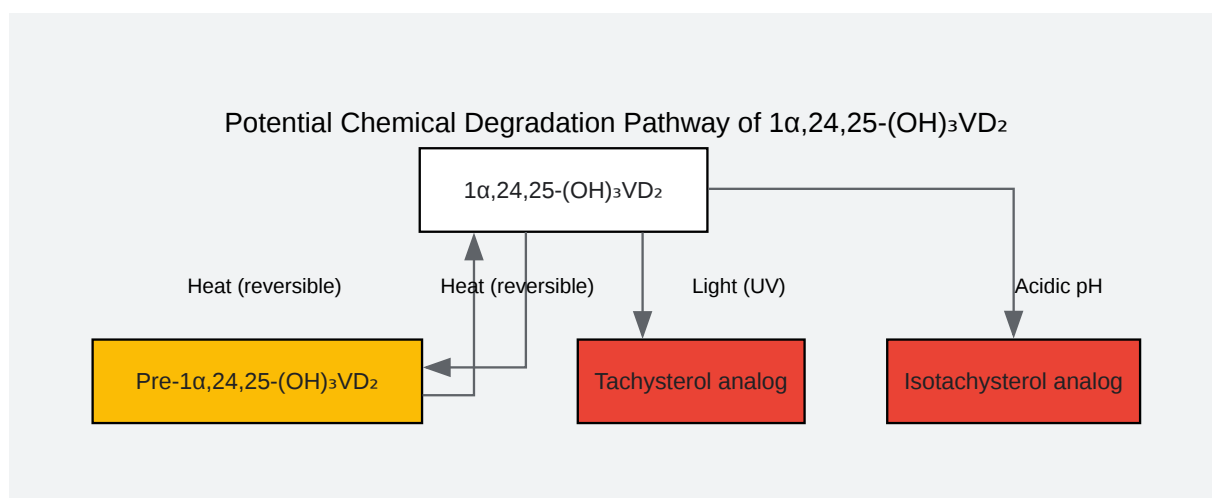 Potential Chemical Degradation Pathway of 1α,24,25-(OH)₃VD₂
1α,24,25-(OH)₃VD₂
Heat (reversible)
Heat (reversible)
Light (UV)
Acidic pH
Pre-1α,24,25-(OH)₃VD₂
Tachysterol analog
Isotachysterol analog